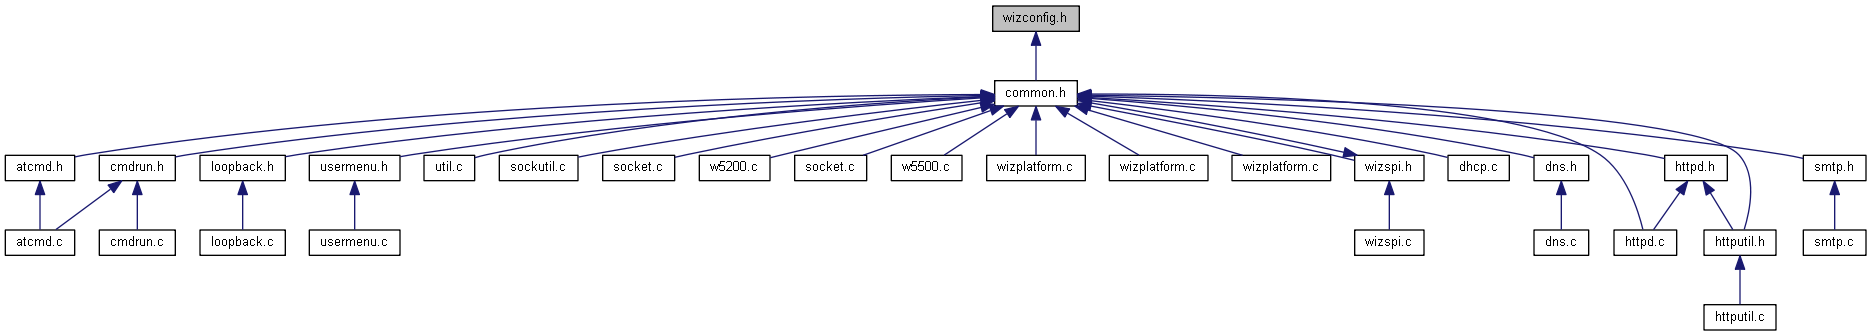 wizconfig.h
common.h
atcmd.h cmdrun.h loopback.h usermenu.h util.c sockutil.c socket.c w5200.c socket.c w5500.c wizplatform.c wizplatform.c wizplatform.c wizspi.h dhcp.c dns.h httpd.h smtp.h
atcmd.c cmdrun.c loopback.c usermenu.c wizspi.c dns.c httpd.c httputil.h smtp.c
httputil.c